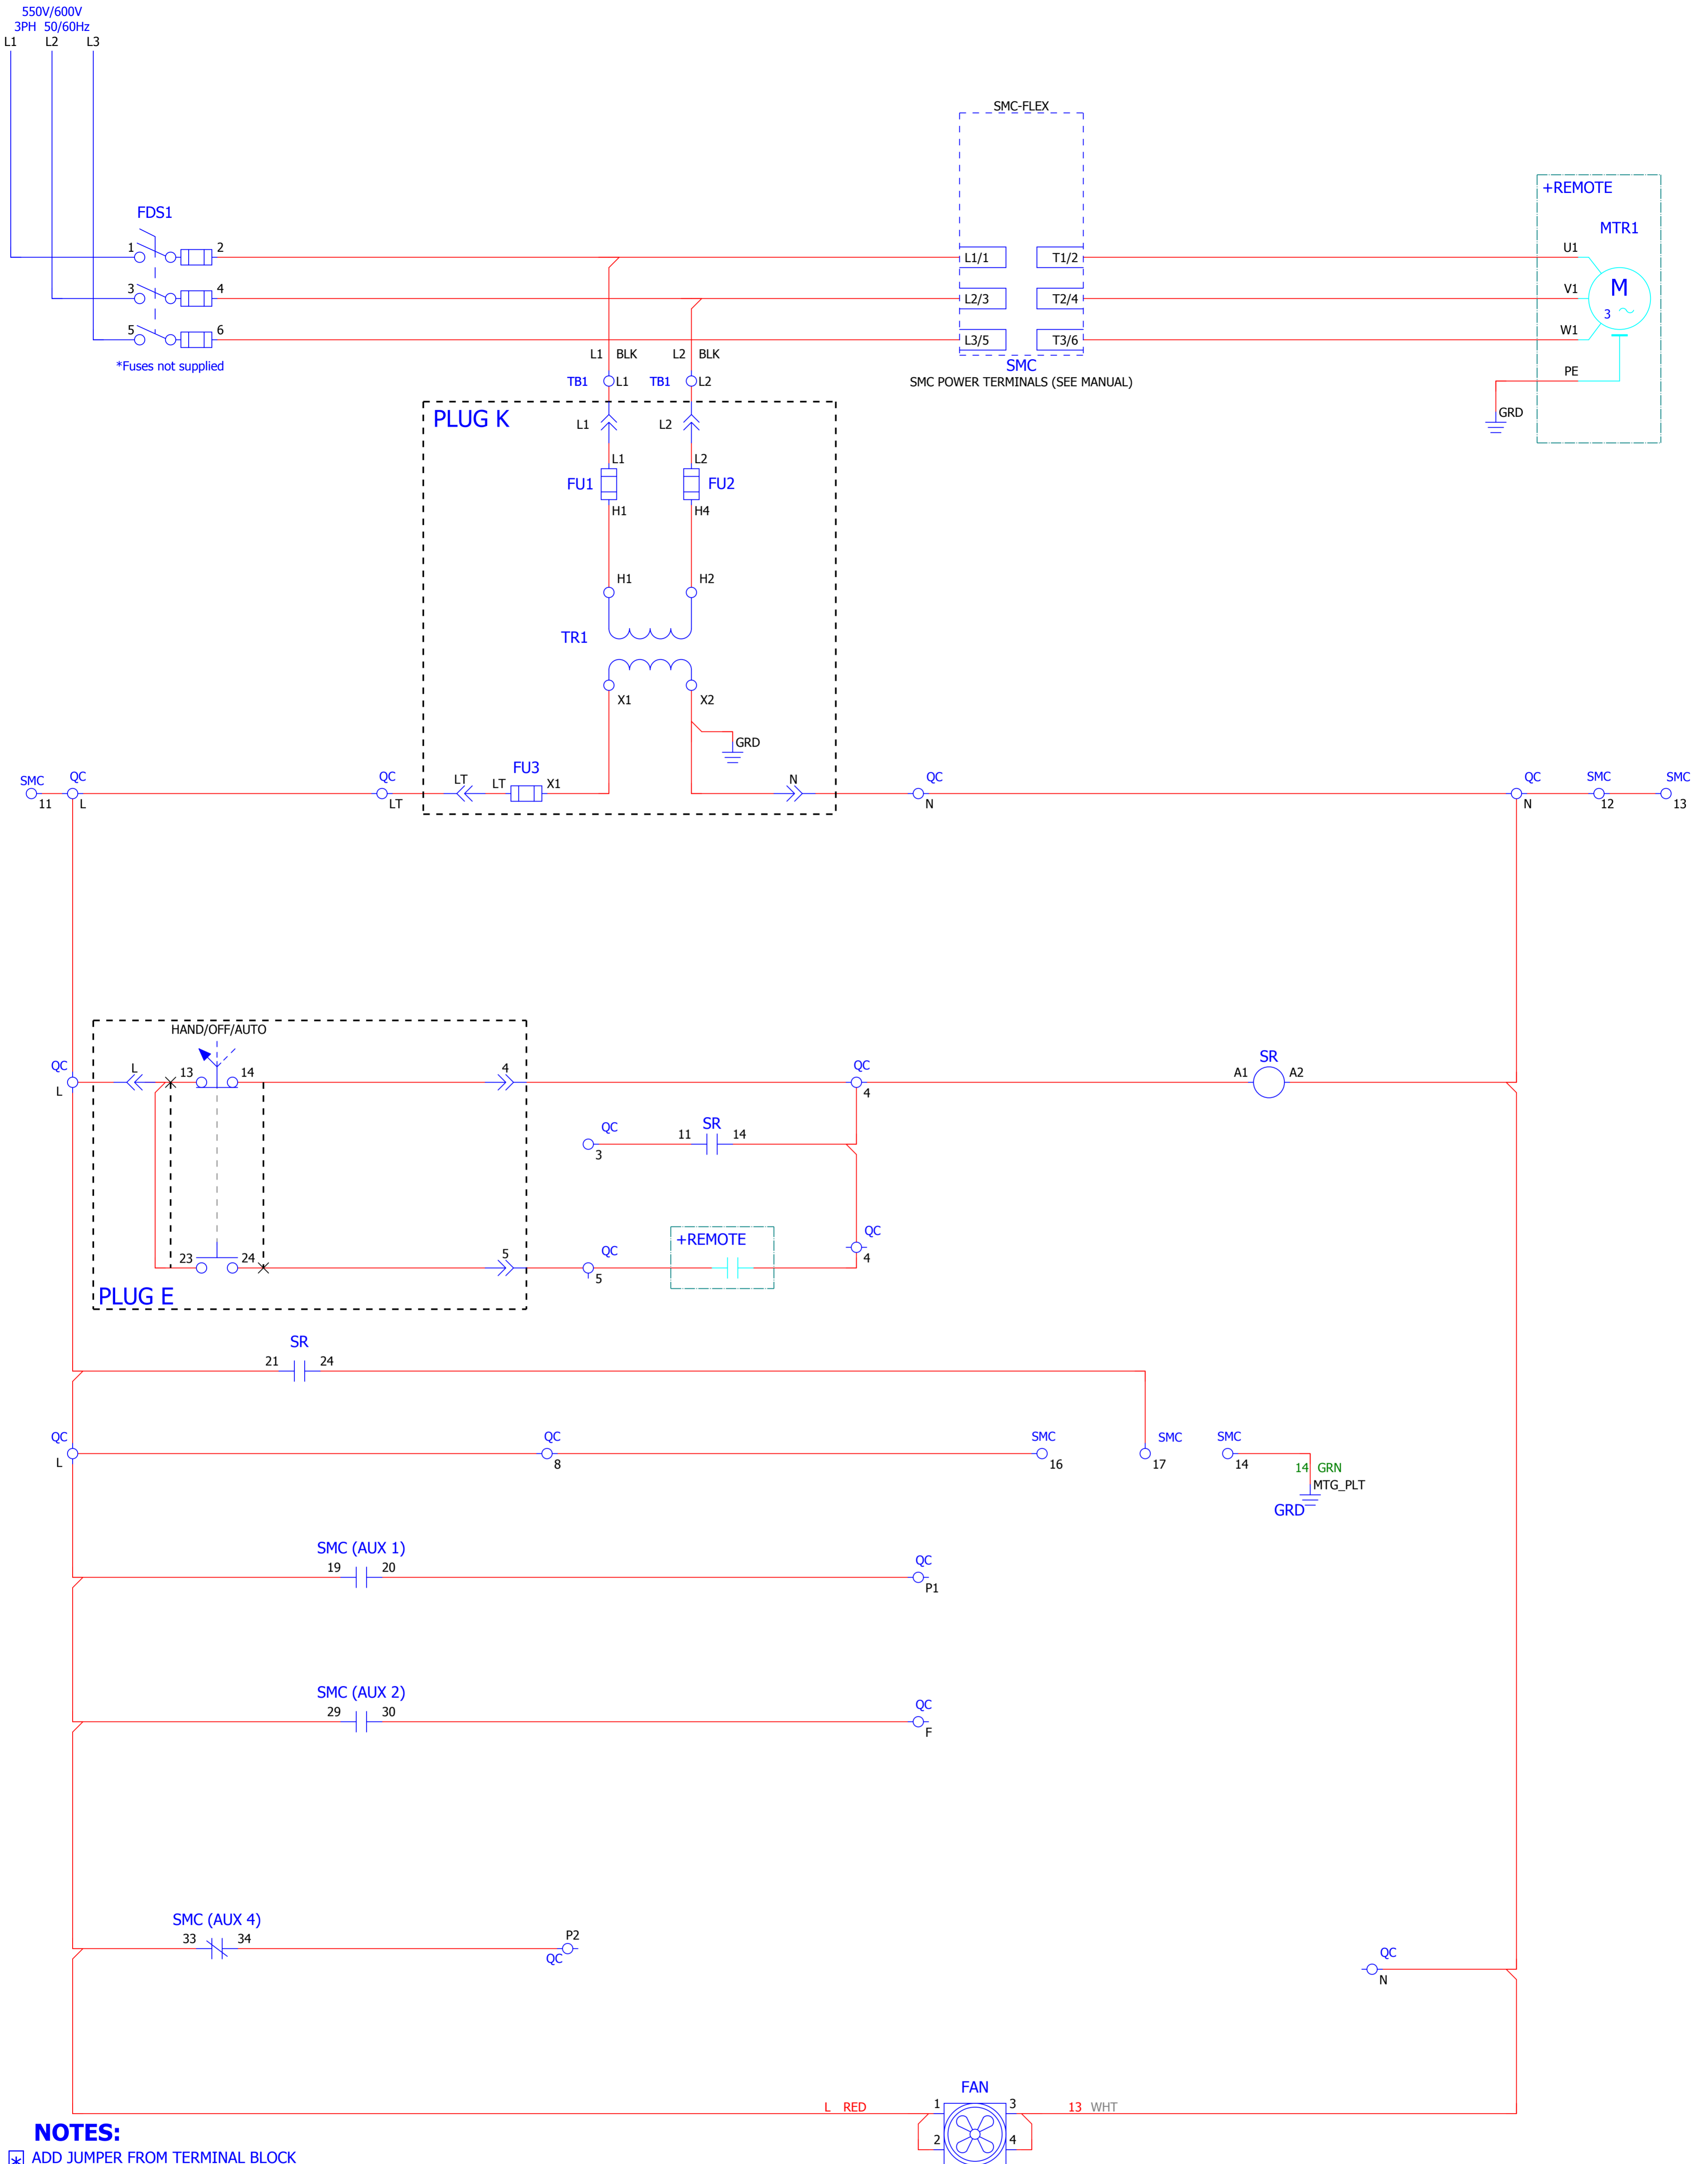 550V/600V
3PH 50/60Hz
L1 L2 L3
SMC-FLEX
+REMOTE
MTR1
FDS1
1 2
L1/1 T1/2
U1
3 4
L2/3 T2/4
V1
M
3
5 6
L3/5 T3/6
W1
*Fuses not supplied
SMC
SMC POWER TERMINALS (SEE MANUAL)
PE
GRD
L1 BLK L2 BLK
TB1 L1 TB1 L2
PLUG K
L1 L2
L1 L2
FU1 FU2
H1 H4
H1 H2
TR1
X1 X2
GRD
SMC QC QC LT LT FU3 X1 N QC QC SMC SMC
11 L LT N N 12 13
HAND/OFF/AUTO
QC L 13 14 4 QC SR
L 4 A1 A2
QC SR
3 11 14
QC
+REMOTE
4
23 24 5 QC
5
PLUG E
SR
21 24
QC QC SMC SMC SMC
L 8 16 17 14
14 GRN
MTG_PLT
GRD
SMC (AUX 1)
19 20 QC
P1
SMC (AUX 2)
29 30 QC
F
SMC (AUX 4)
33 34 P2
QC
QC
N
FAN
L RED 1 3 13 WHT
2 4
NOTES:
* ADD JUMPER FROM TERMINAL BLOCK